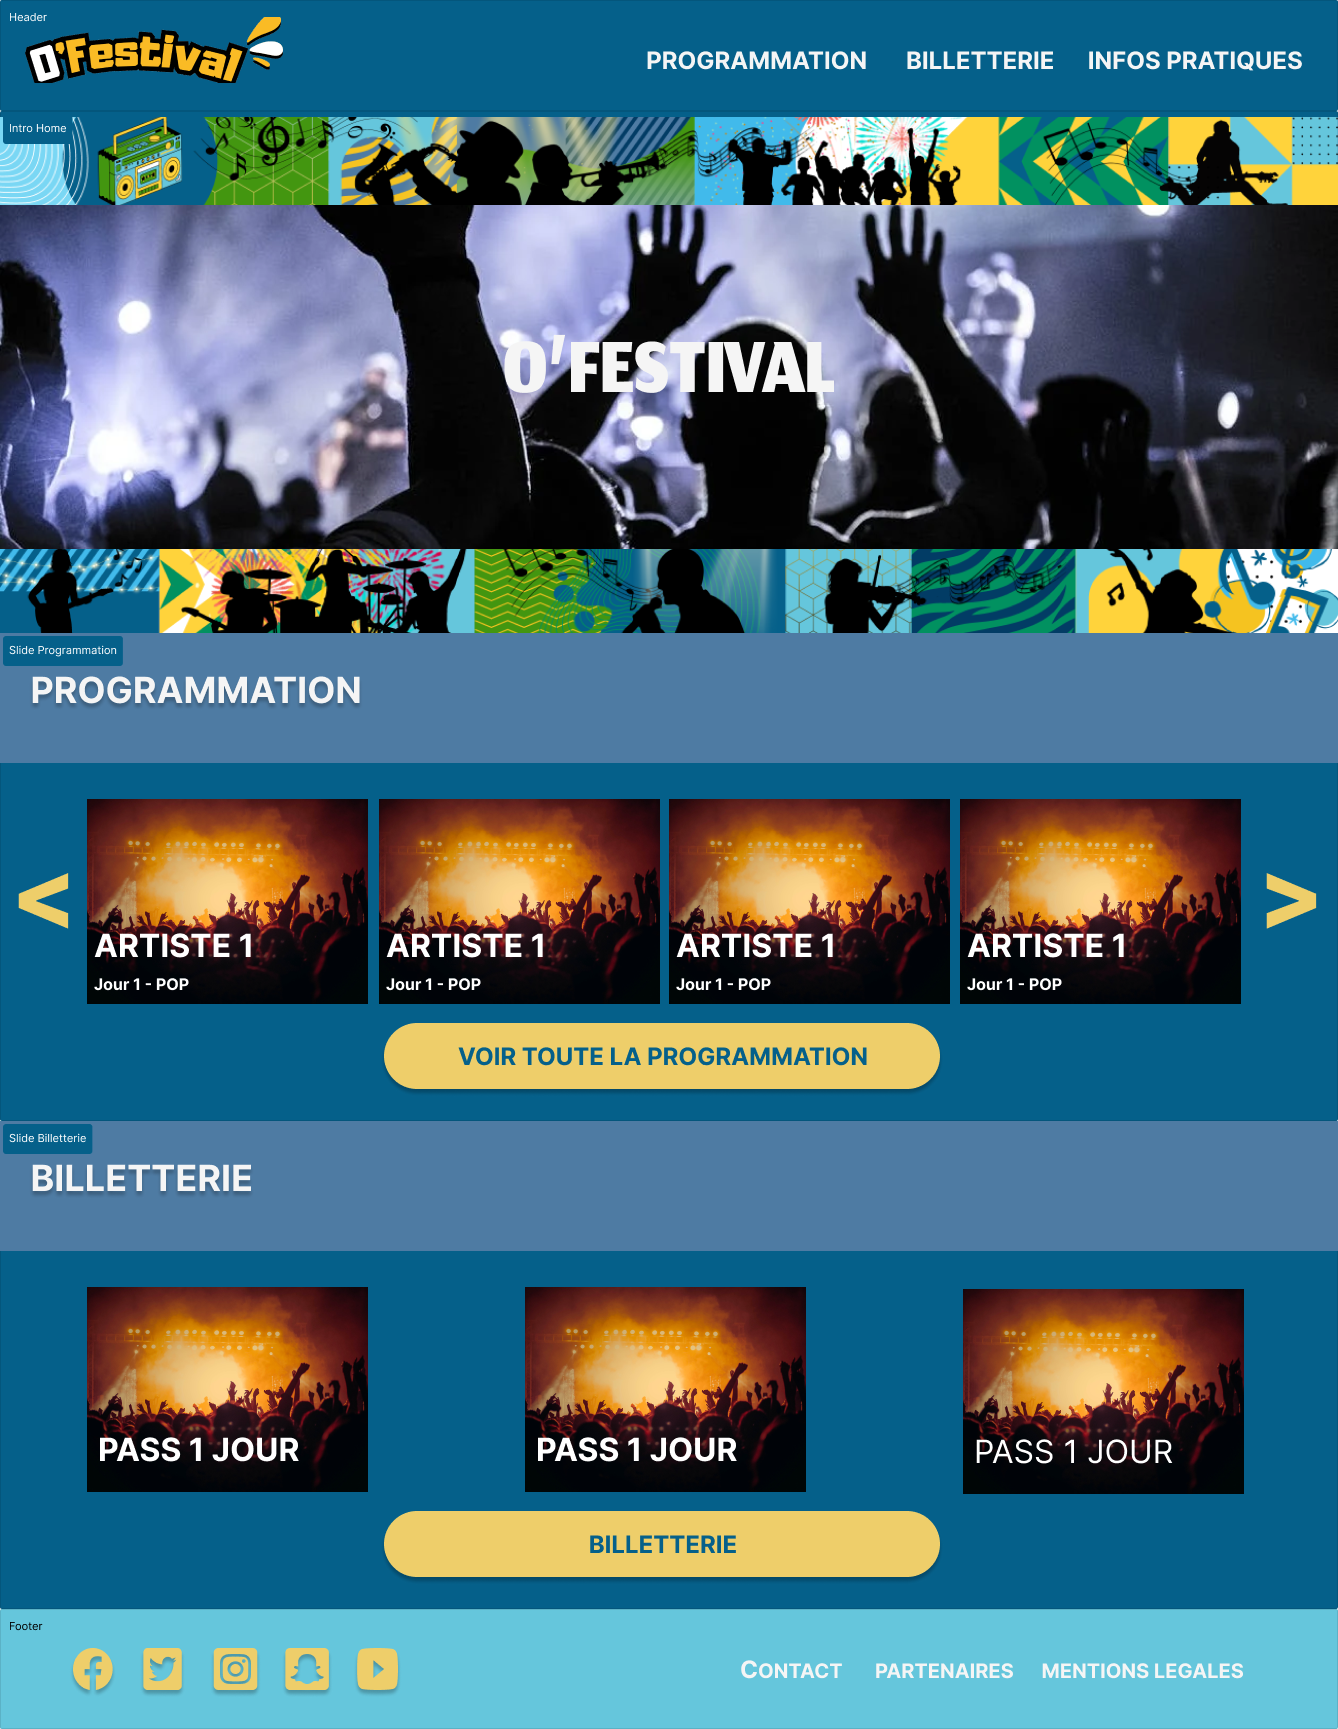 Header
O'Festival
PROGRAMMATION BILLETTERIE INFOS PRATIQUES
Intro Home
O'FESTIVAL
Slide Programmation
PROGRAMMATION
< >
ARTISTE 1 ARTISTE 1 ARTISTE 1 ARTISTE 1
Jour 1 - POP Jour 1 - POP Jour 1 - POP Jour 1 - POP
VOIR TOUTE LA PROGRAMMATION
Slide Billetterie
BILLETTERIE
PASS 1 JOUR PASS 1 JOUR PASS 1 JOUR
BILLETTERIE
Footer
CONTACT PARTENAIRES MENTIONS LEGALES